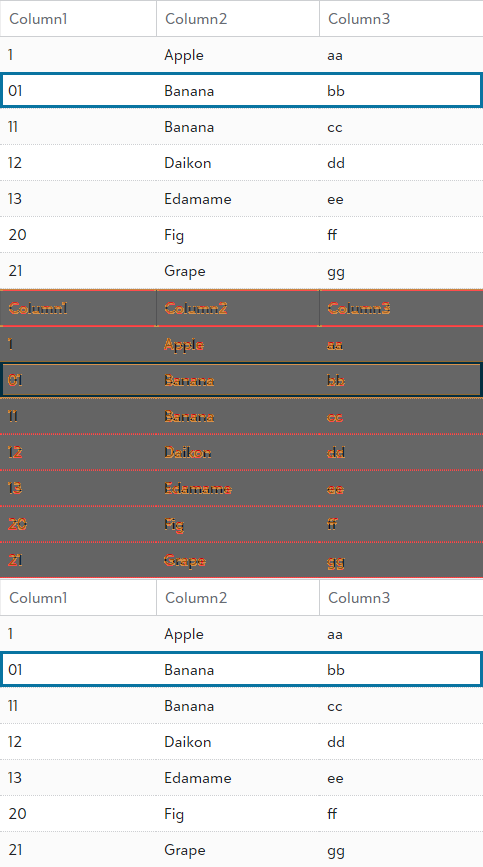 Column1 Column2 Column3
1 Apple aa
01 Banana bb
11 Banana cc
12 Daikon dd
13 Edamame ee
20 Fig ff
21 Grape gg
Column1 Column2 Column3
1 Apple aa
01 Banana bb
11 Banana cc
12 Daikon dd
13 Edamame ee
20 Fig ff
21 Grape gg
Column1 Column2 Column3
1 Apple aa
01 Banana bb
11 Banana cc
12 Daikon dd
13 Edamame ee
20 Fig ff
21 Grape gg